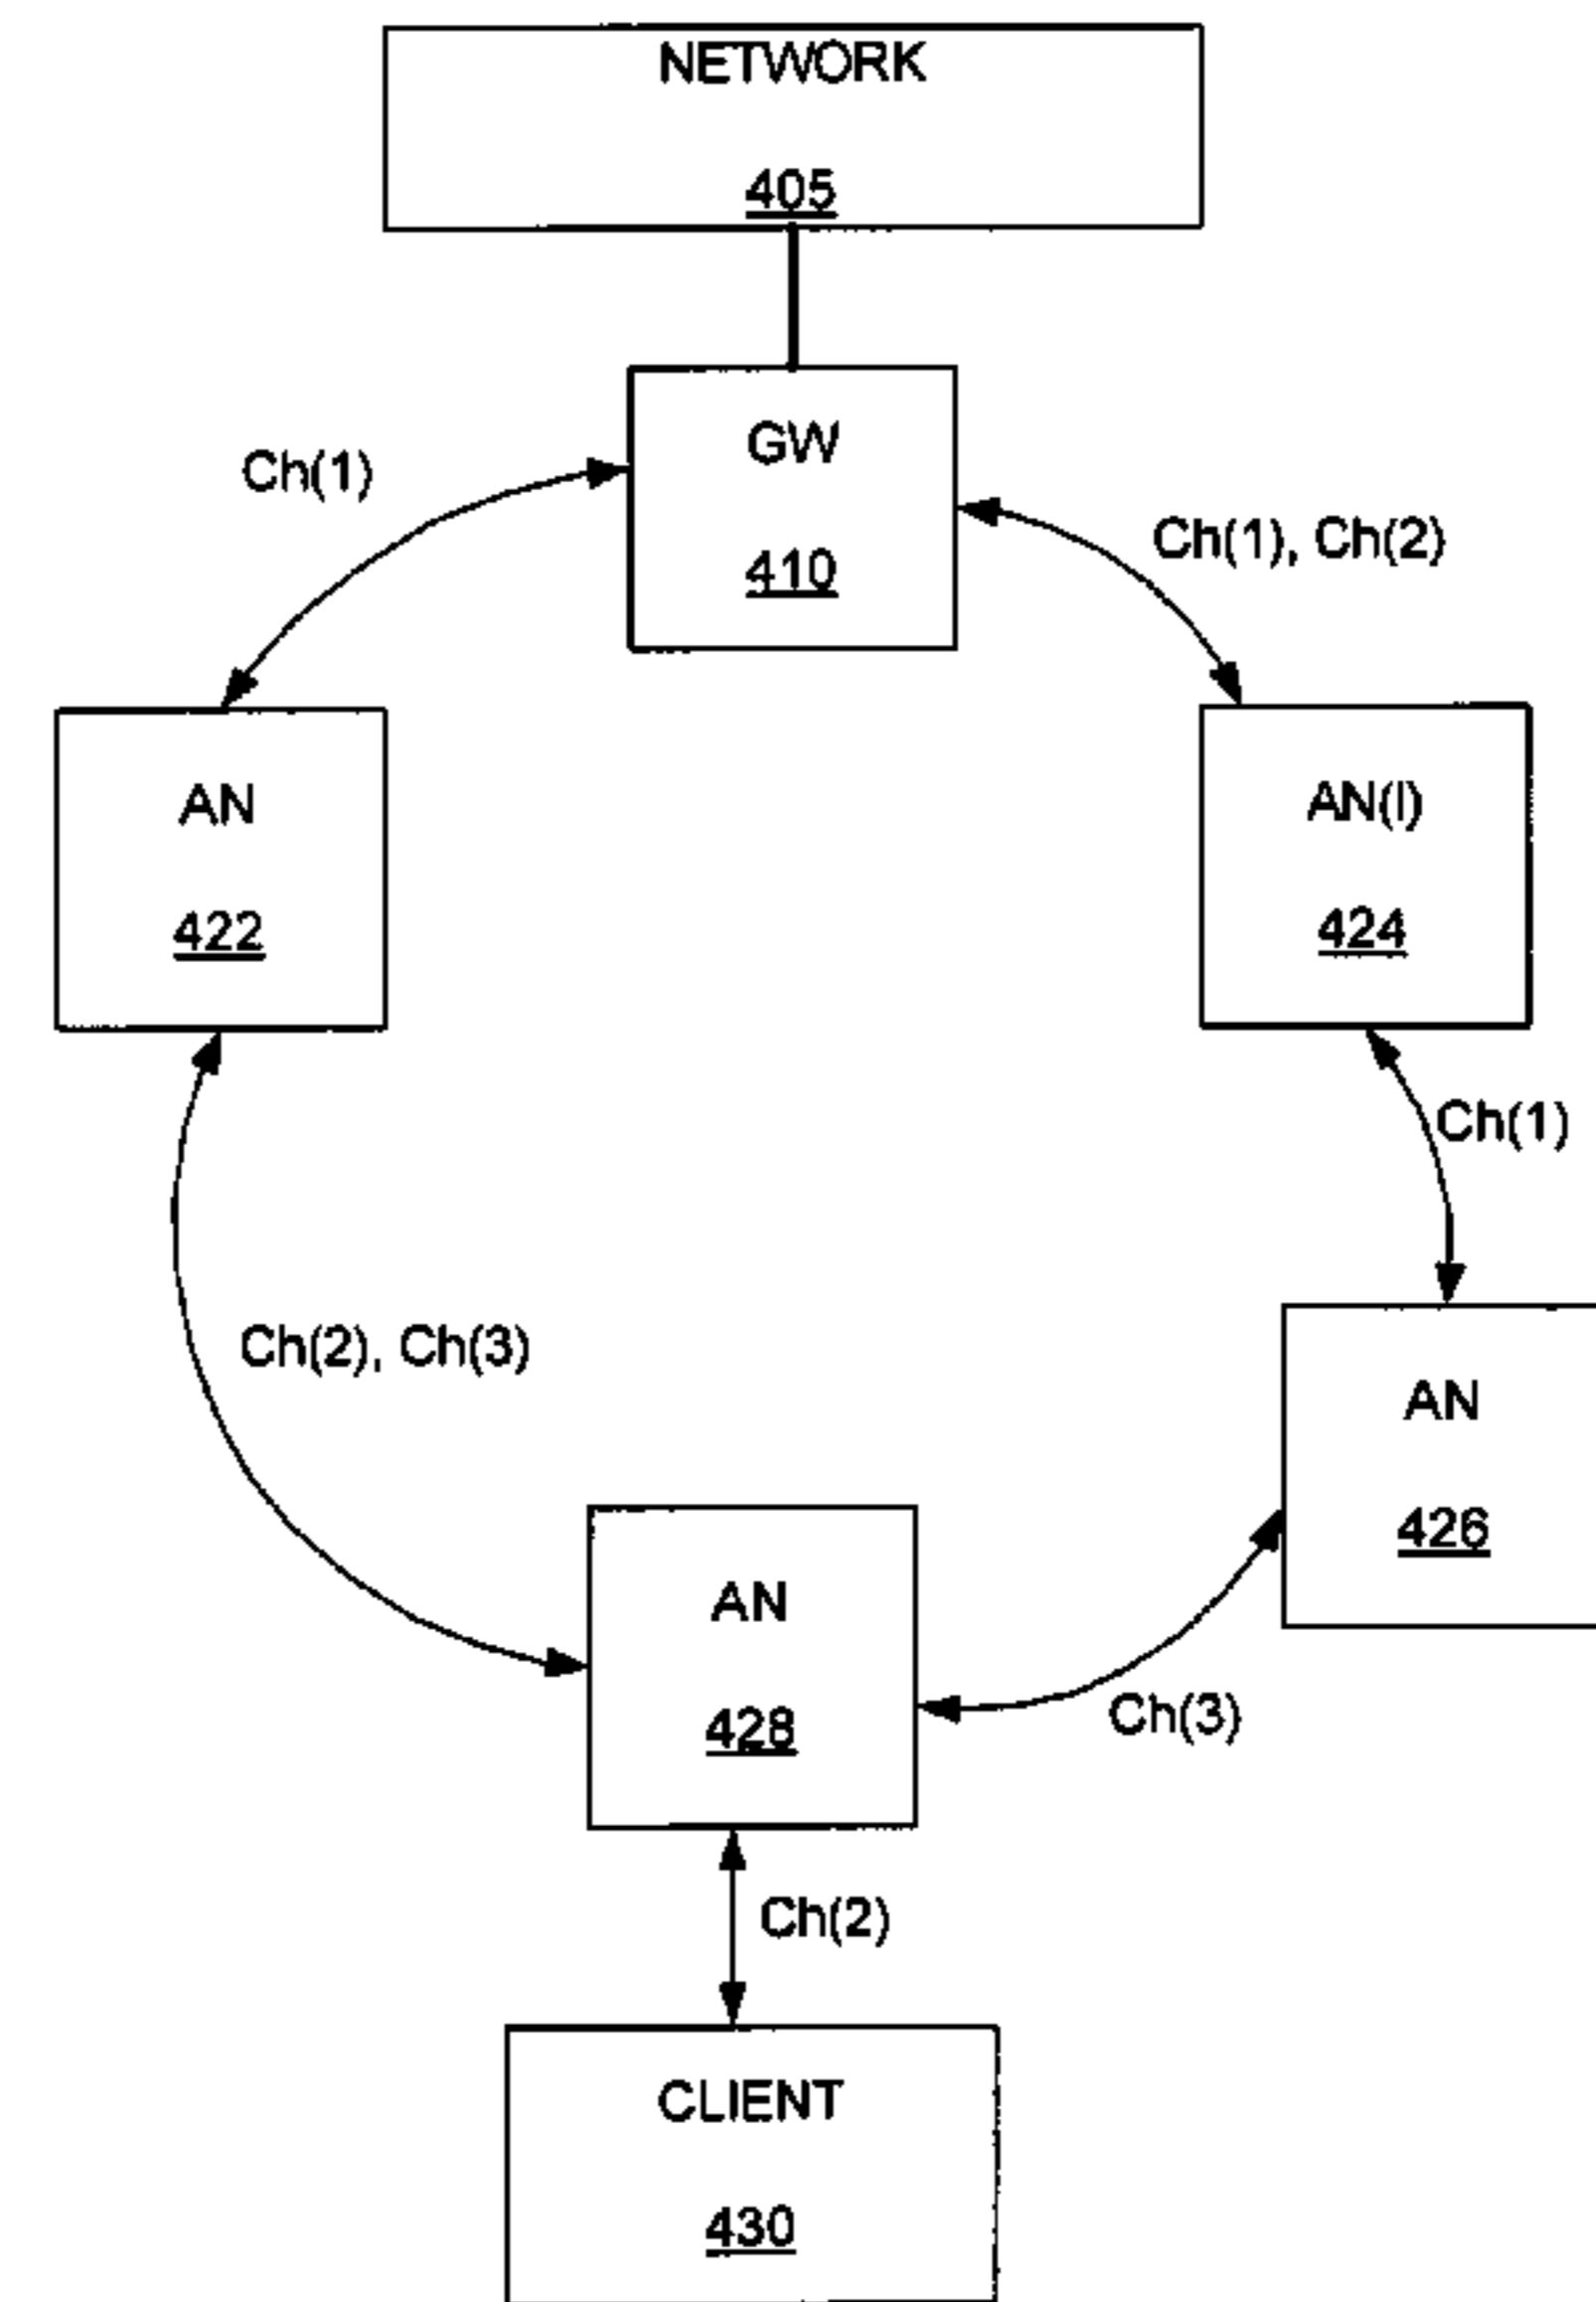 NETWORK
405
GW
410
Ch(1)
Ch(1), Ch(2)
AN
422
AN(I)
424
Ch(1)
Ch(2), Ch(3)
AN
426
AN
428
Ch(3)
Ch(2)
CLIENT
430